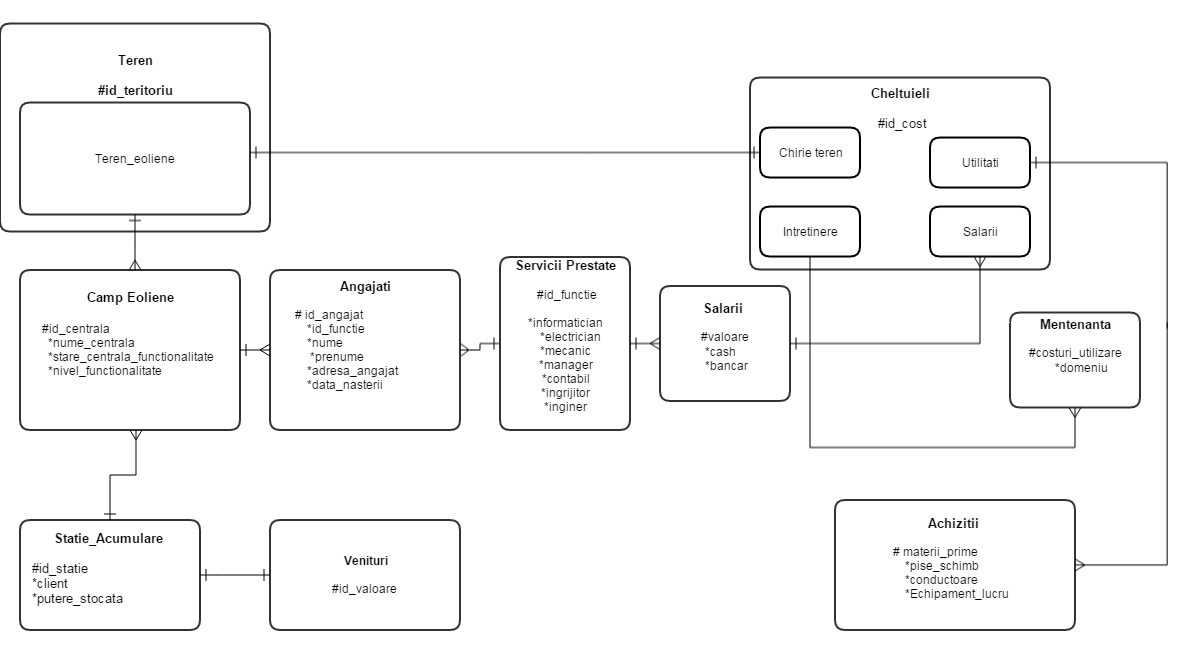 Teren
#id_teritoriu
Teren_eoliene
Cheltuieli
#id_cost
Chirie teren
Utilitati
Intretinere
Salarii
Camp Eoliene
#id_centrala
*nume_centrala
*stare_centrala_functionalitate
*nivel_functionalitate
Angajati
# id_angajat
*id_functie
*nume
*prenume
*adresa_angajat
*data_nasterii
Servicii Prestate
#id_functie
*informatician
*electrician
*mecanic
*manager
*contabil
*ingrijitor
*inginer
Salarii
#valoare
*cash
*bancar
Mentenanta
#costuri_utilizare
*domeniu
Statie_Acumulare
#id_statie
*client
*putere_stocata
Venituri
#id_valoare
Achizitii
# materii_prime
*pise_schimb
*conductoare
*Echipament_lucru